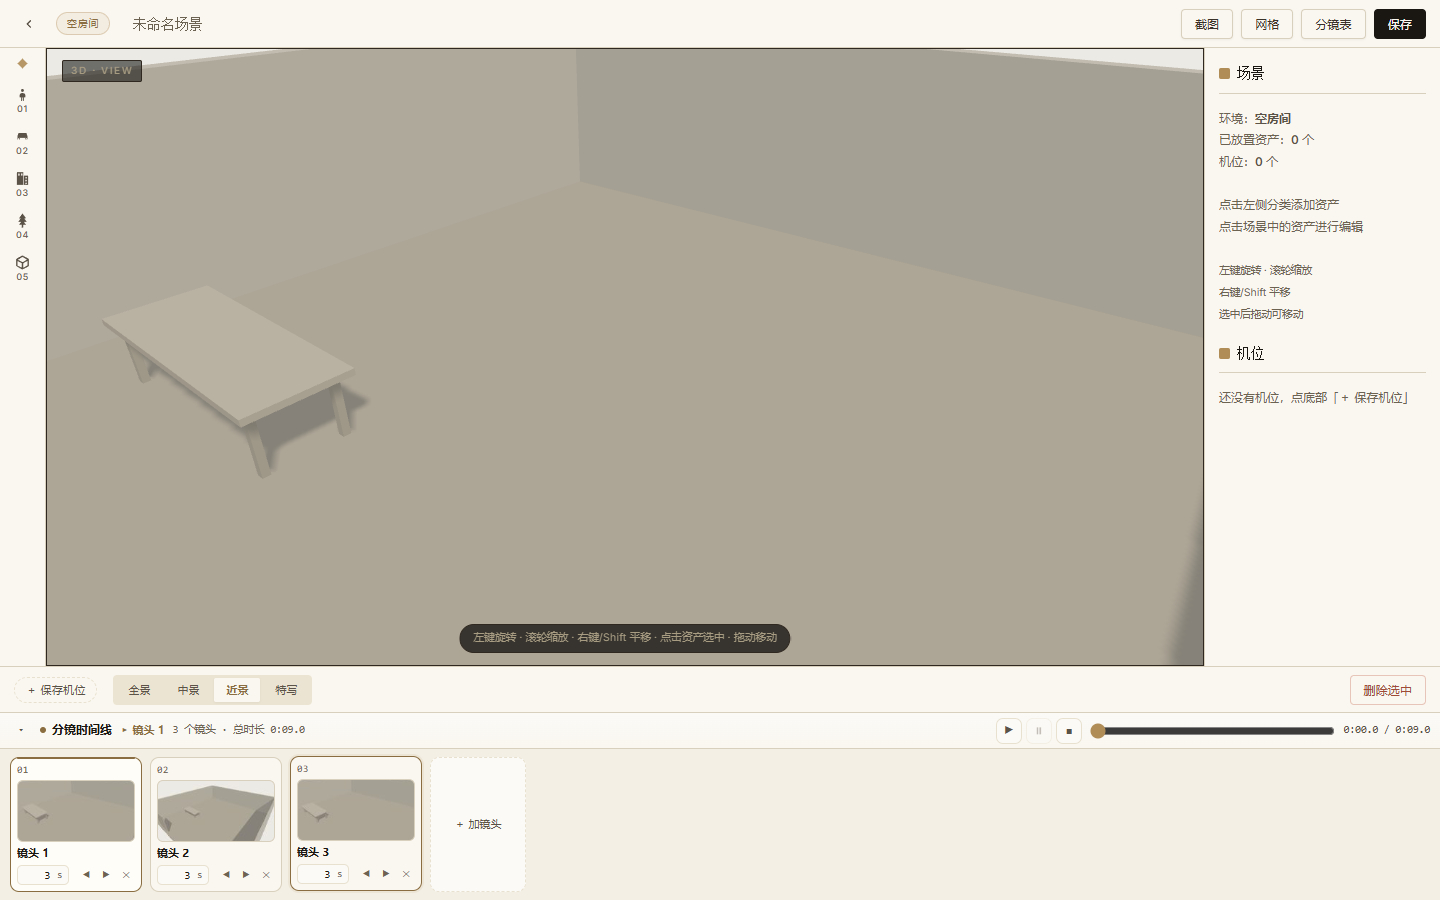 空房间
未命名场景
截图
网格
分镜表
保存
3D · VIEW
01
02
03
04
05
场景
环境：空房间
已放置资产：0 个
机位：0 个
点击左侧分类添加资产
点击场景中的资产进行编辑
左键旋转 · 滚轮缩放
右键/Shift 平移
选中后拖动可移动
机位
还没有机位，点底部「 + 保存机位」
左键旋转 · 滚轮缩放 · 右键/Shift 平移 · 点击资产选中 · 拖动移动
+ 保存机位
全景
中景
近景
特写
删除选中
分镜时间线
▸ 镜头 1
3 个镜头 · 总时长 0:09.0
0:00.0 / 0:09.0
01
镜头 1
3 s
02
镜头 2
3 s
03
镜头 3
3 s
+ 加镜头